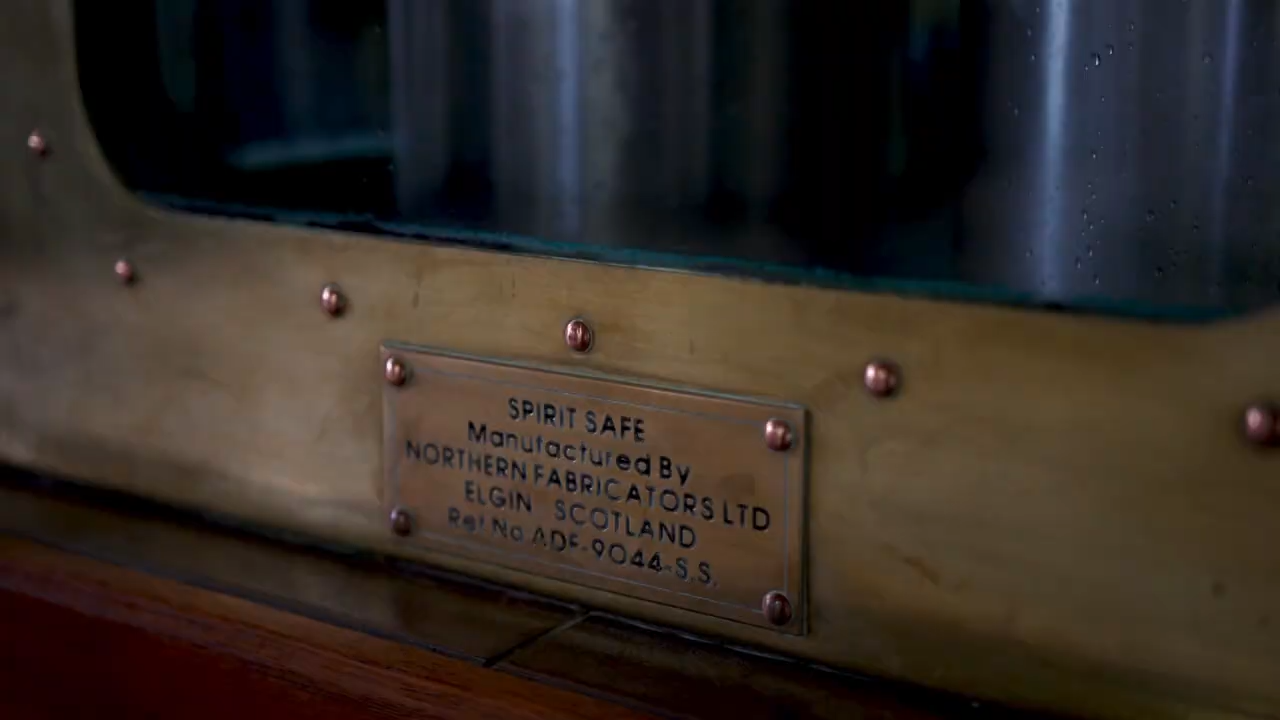 SPIRIT SAFE
Manufactured By
NORTHERN FABRICATORS LTD
ELGIN SCOTLAND
Ref No ADF-9044-S.S.